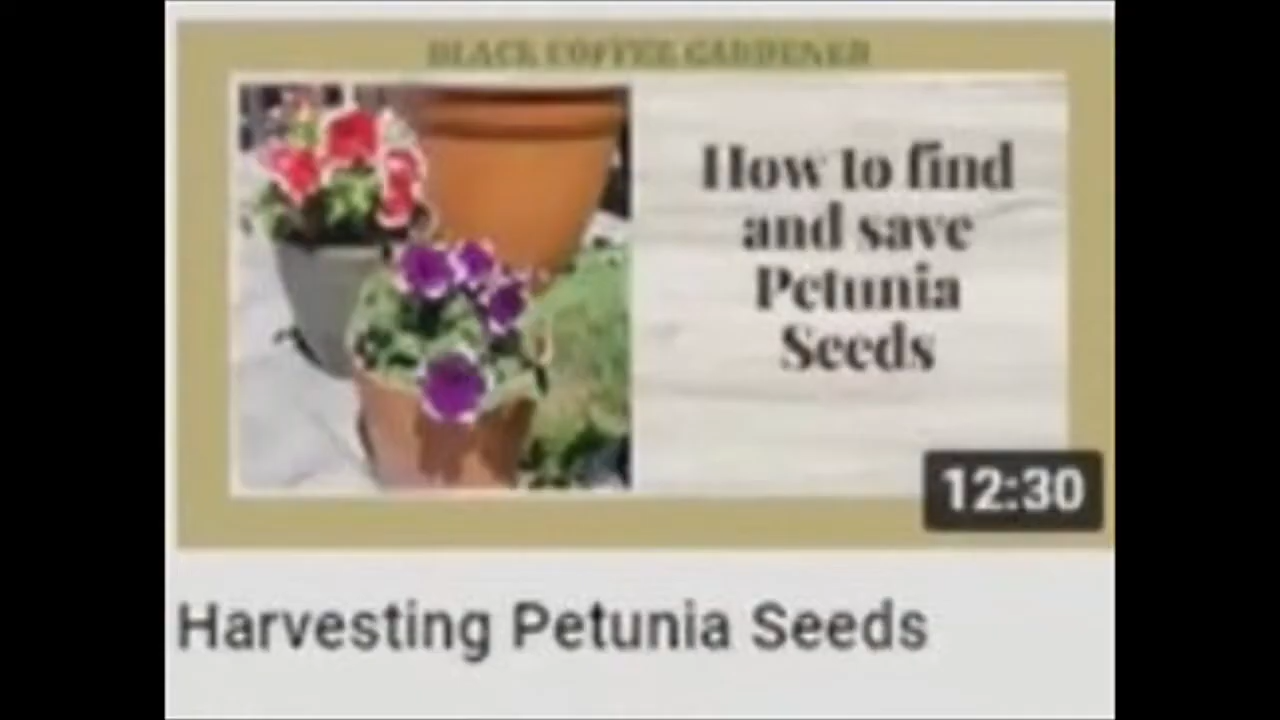 BLACK COFFEE GARDENER
How to find
and save
Petunia
Seeds
12:30
Harvesting Petunia Seeds